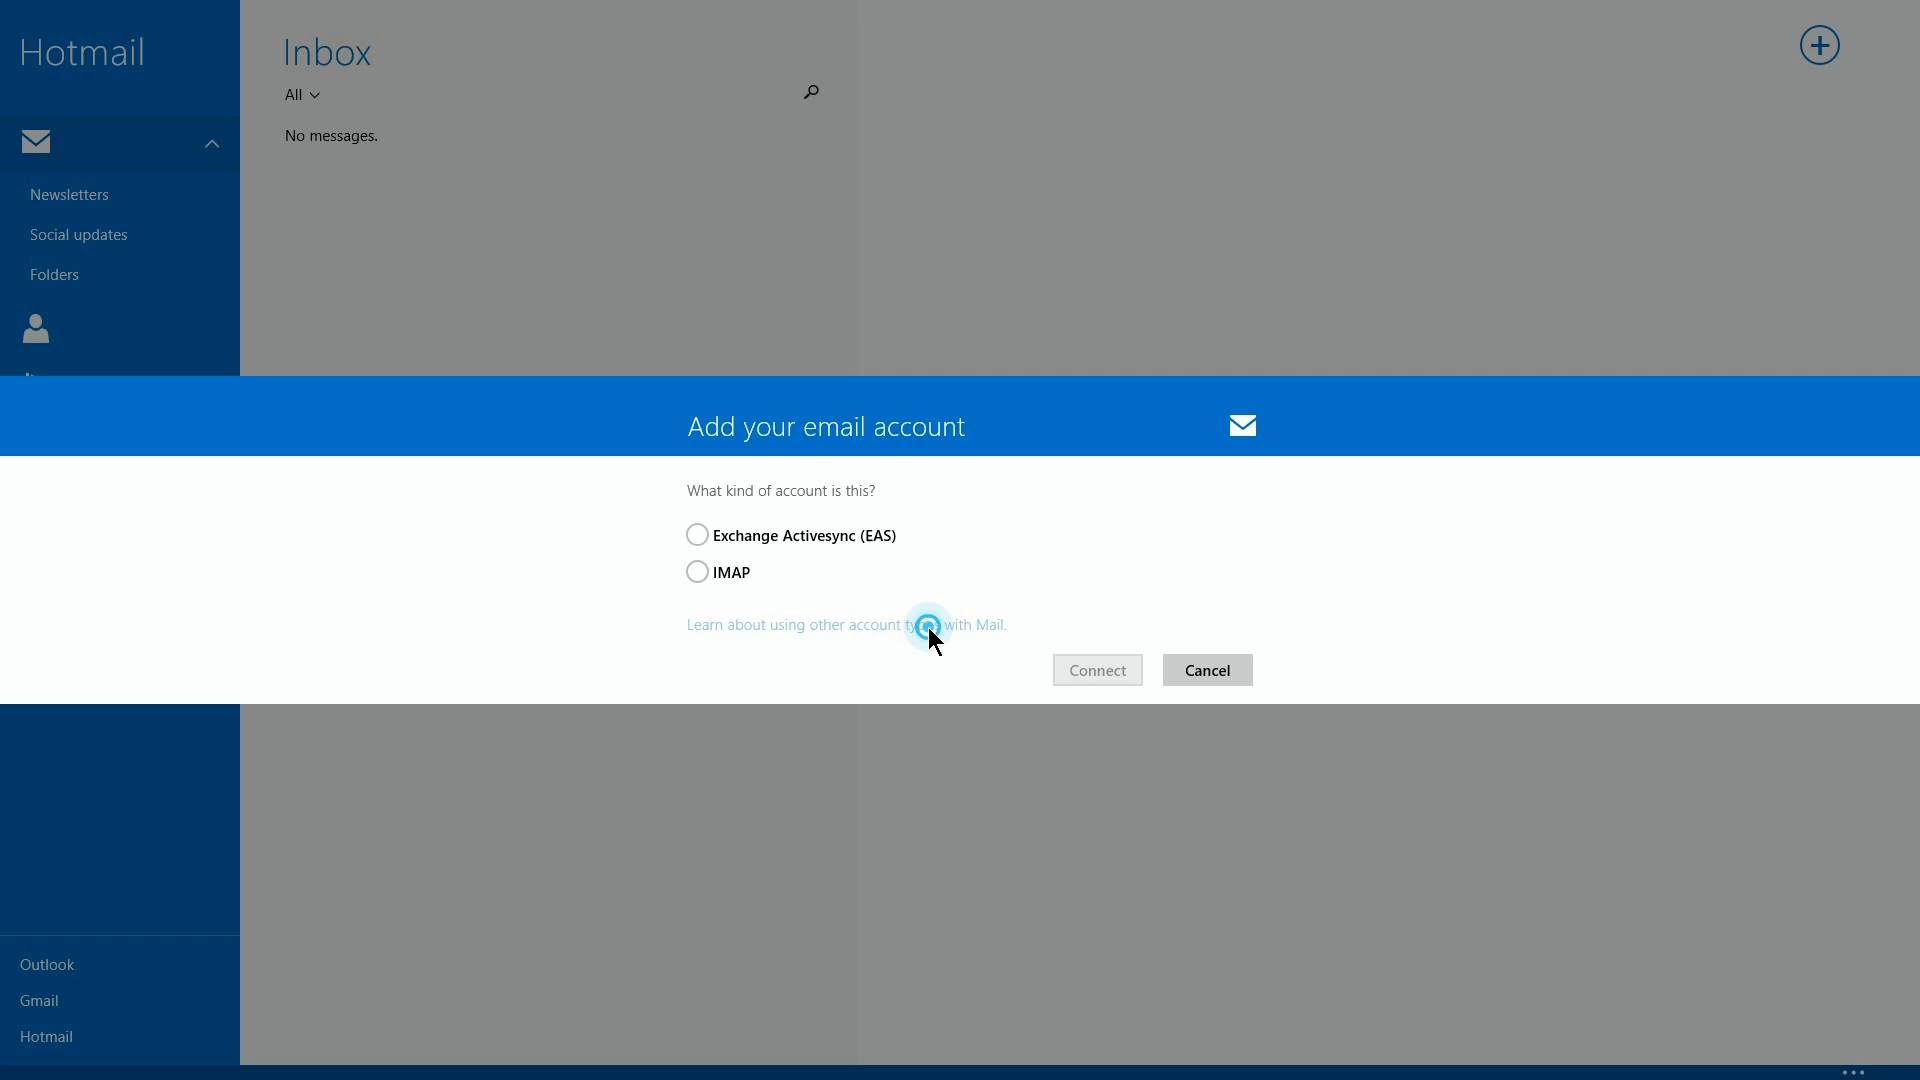 Hotmail
Inbox
All
No messages.
Newsletters
Social updates
Folders
Add your email account
What kind of account is this?
Exchange Activesync (EAS)
IMAP
Learn about using other account with Mail.
Connect
Cancel
Outlook
Gmail
Hotmail